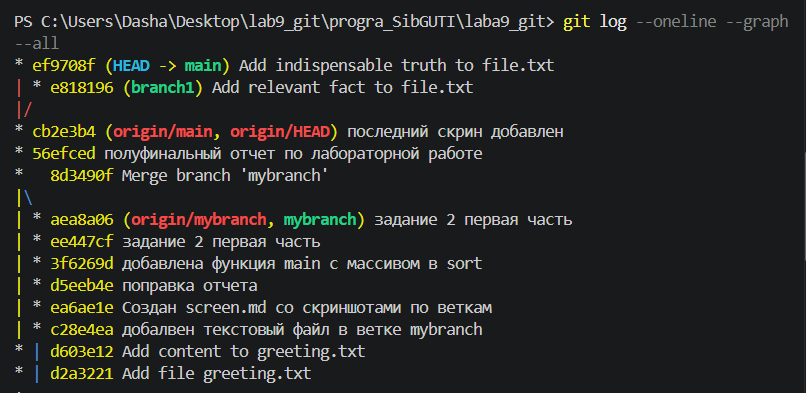 PS C:\Users\Dasha\Desktop\lab9_git\progra_SibGUTI\laba9_git> git log --oneline --graph
--all
* ef9708f (HEAD -> main) Add indispensable truth to file.txt
| * e818196 (branch1) Add relevant fact to file.txt
|/
* cb2e3b4 (origin/main, origin/HEAD) последний скрин добавлен
* 56efced полуфинальный отчет по лабораторной работе
*   8d3490f Merge branch 'mybranch'
|\
| * aea8a06 (origin/mybranch, mybranch) задание 2 первая часть
| * ee447cf задание 2 первая часть
| * 3f6269d добавлена функция main с массивом в sort
| * d5eeb4e поправка отчета
| * ea6ae1e Создан screen.md со скриншотами по веткам
| * c28e4ea добалвен текстовый файл в ветке mybranch
* | d603e12 Add content to greeting.txt
* | d2a3221 Add file greeting.txt